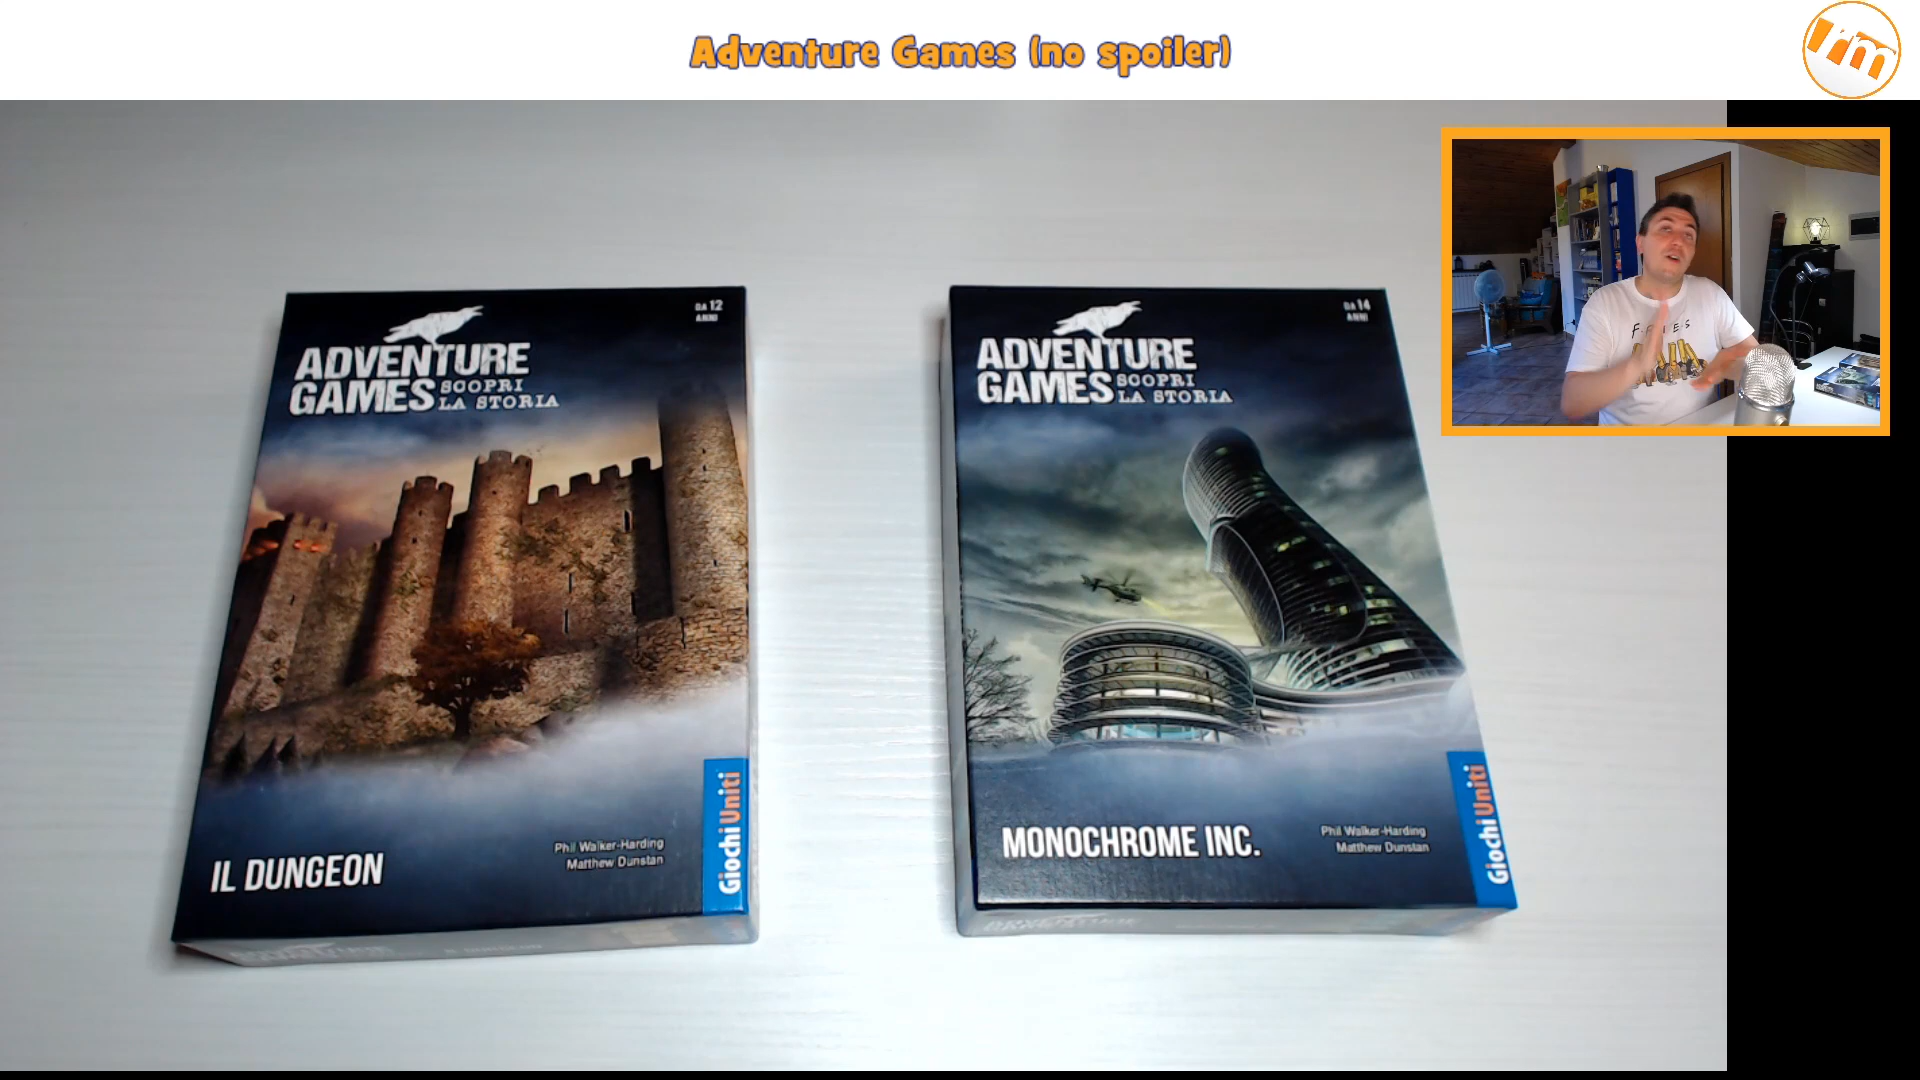 Adventure Games (no spoiler)
irm
DA 12
ANNI
ADVENTURE
GAMES SCOPRI
LA STORIA
IL DUNGEON
Phil Walker-Harding
Matthew Dunstan
Giochi Uniti
DA 14
ANNI
ADVENTURE
GAMES SCOPRI
LA STORIA
MONOCHROME INC.
Phil Walker-Harding
Matthew Dunstan
Giochi Uniti